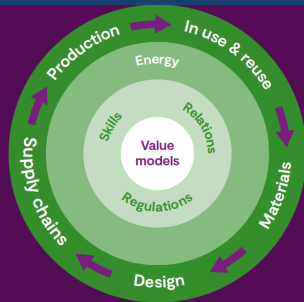 Production
In use & reuse
Materials
Design
Supply chains
Energy
Skills
Relations
Regulations
Value
models